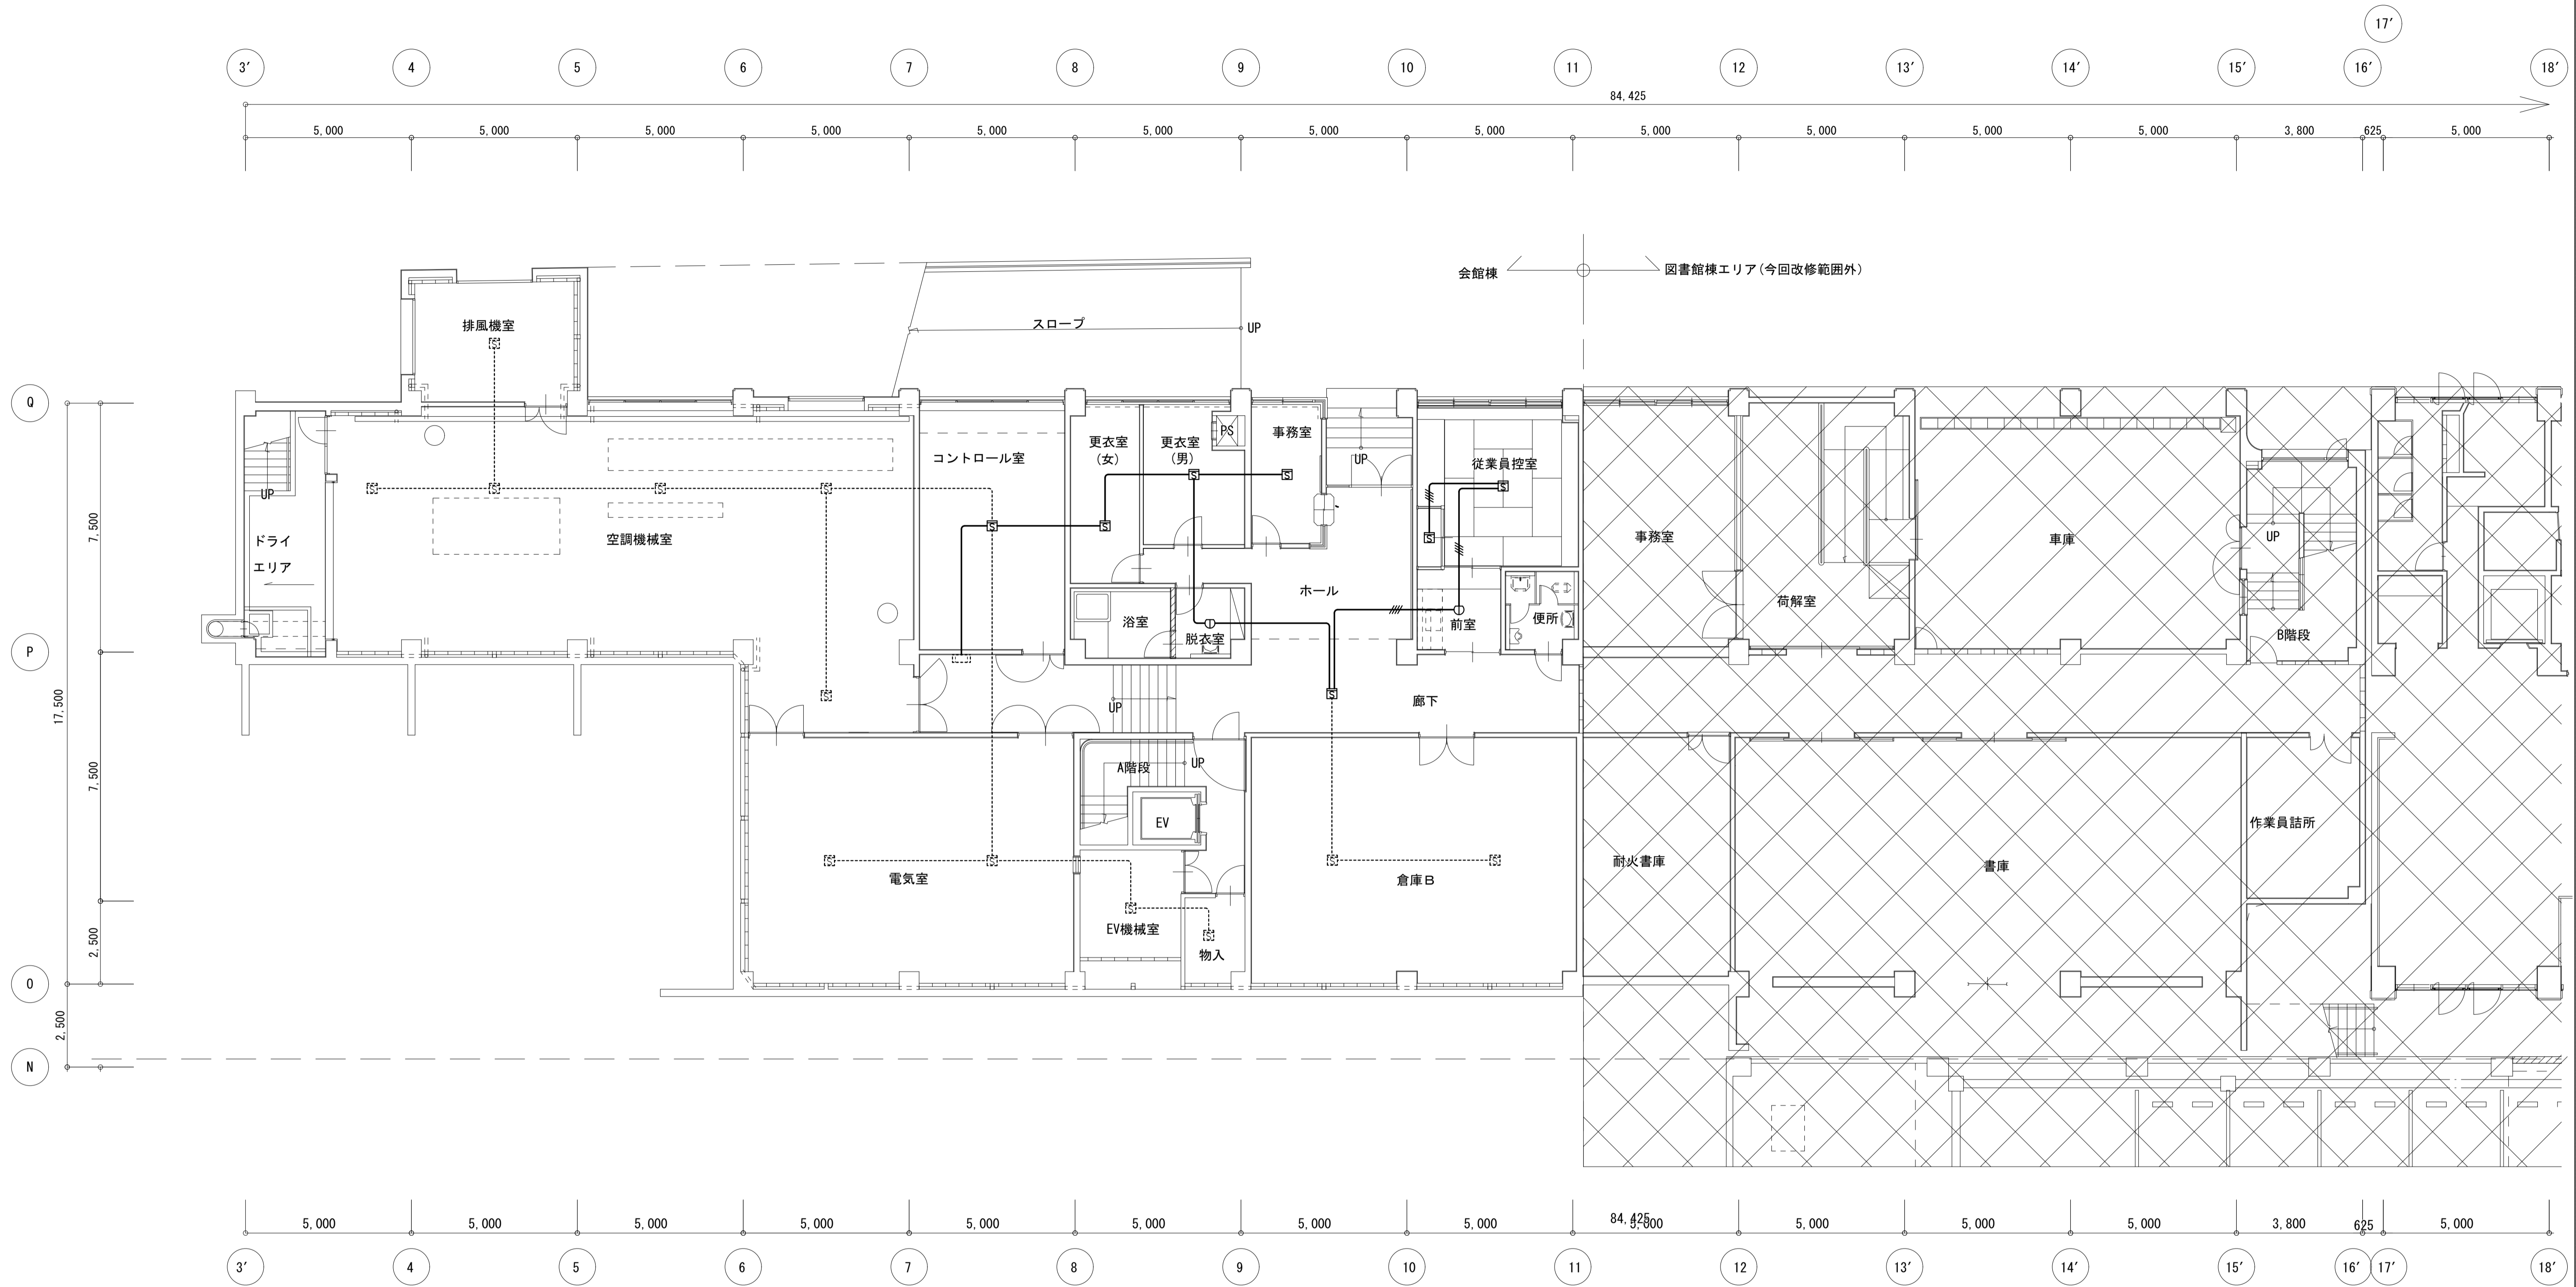 17′
3′ 4 5 6 7 8 9 10 11 12 13′ 14′ 15′ 16′ 18′
84,425
5,000 5,000 5,000 5,000 5,000 5,000 5,000 5,000 5,000 5,000 5,000 5,000 3,800 625 5,000
会館棟
図書館棟エリア(今回改修範囲外)
排風機室
S
スロープ
UP
Q
PS
コントロール室
更衣室
(女)
更衣室
(男)
事務室
UP
従業員控室
S S S
UP
S S S S S
7,500
ドライ
エリア
空調機械室
S S
S
事務室
車庫
UP
ホール
荷解室
浴室
脱衣室
前室
便所
B階段
P
17,500
S
S
UP
廊下
7,500
A階段
UP
EV
作業員詰所
S S
S S
電気室
倉庫B
耐火書庫
書庫
S
EV機械室
S
物入
2,500
O
2,500
N
5,000 5,000 5,000 5,000 5,000 5,000 5,000 5,000 5,000 5,000 5,000 5,000 3,800 625 5,000
84,425
3′ 4 5 6 7 8 9 10 11 12 13′ 14′ 15′ 16′ 17′ 18′